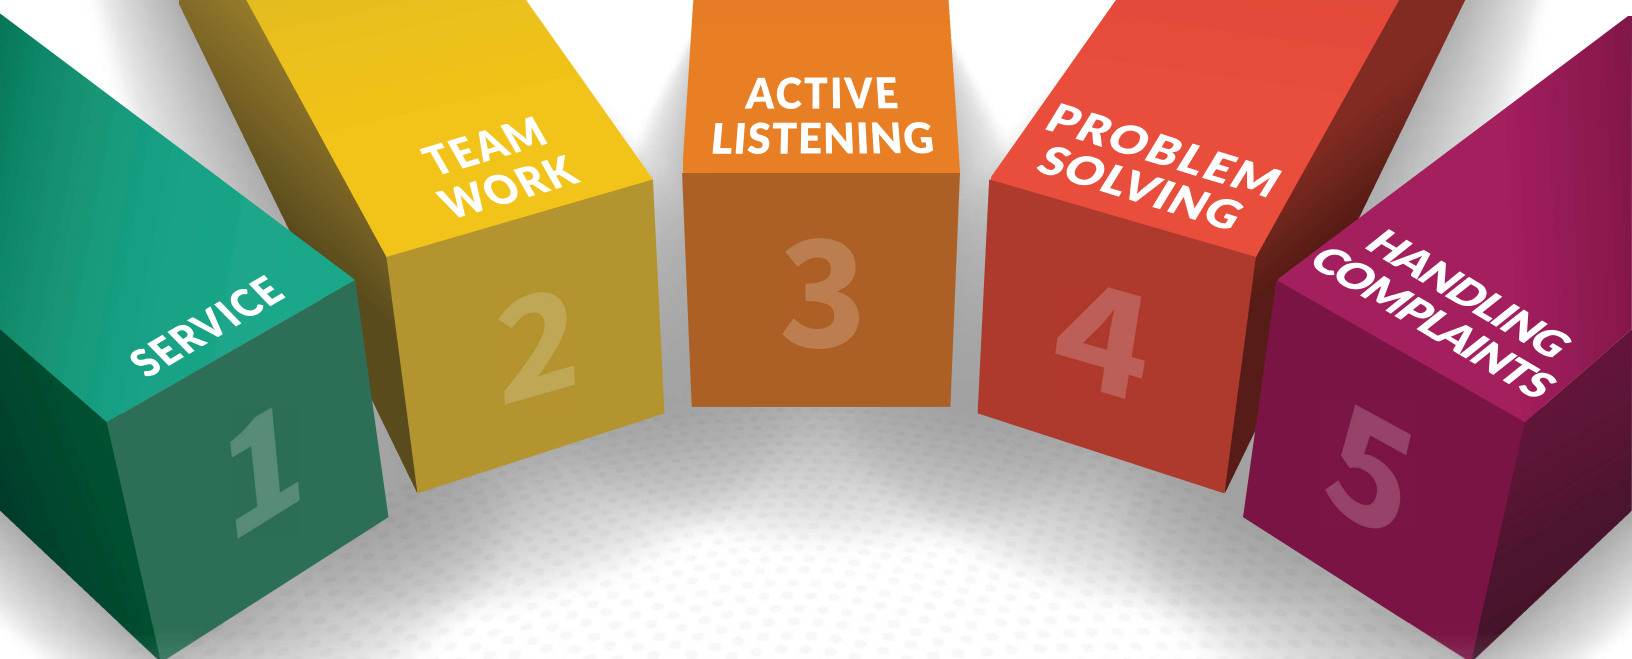 SERVICE
1
TEAM
WORK
2
ACTIVE
LISTENING
3
PROBLEM
SOLVING
4
HANDLING
COMPLAINTS
5